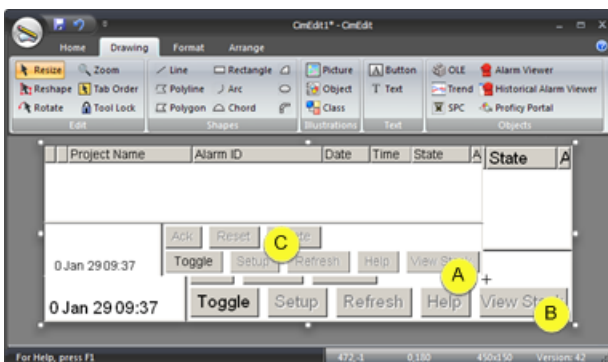 CimEdit1* - CimEdit
Home Drawing Format Arrange
Resize Zoom Line Rectangle Picture Button OLE Alarm Viewer
Reshape Tab Order Polyline Arc Object Text Trend Historical Alarm Viewer
Rotate Tool Lock Polygon Chord Class SPC Proficy Portal
Edit Shapes Illustrations Text Objects
Project Name Alarm ID Date Time State A State A
Ack Reset
C
0 Jan 29 09:37 Toggle Setup Refresh Help View
A
0 Jan 29 09:37 Toggle Setup Refresh Help View
B
For Help, press F1 472,-1 0,180 450x150 Version: 42